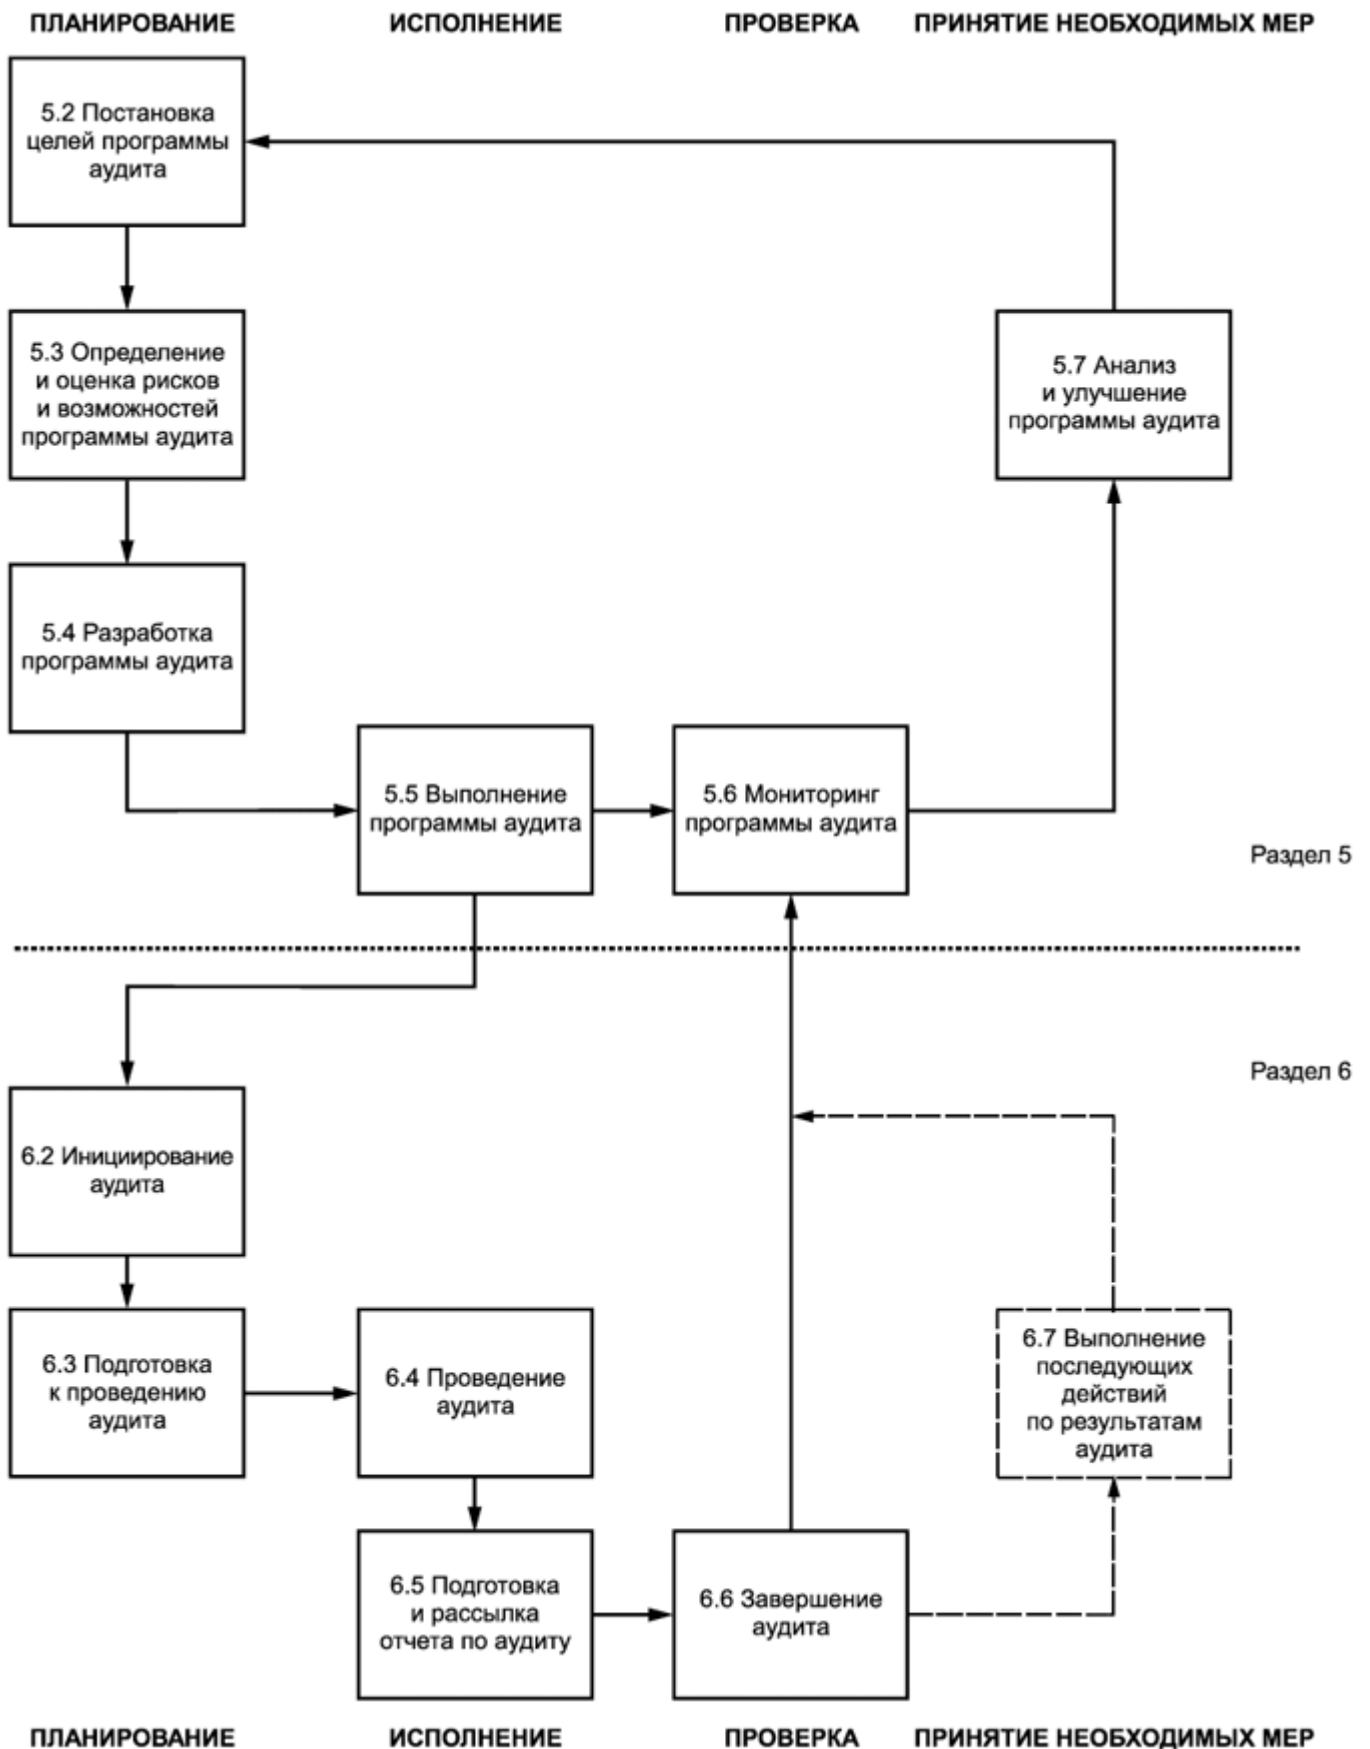 ПЛАНИРОВАНИЕ ИСПОЛНЕНИЕ ПРОВЕРКА ПРИНЯТИЕ НЕОБХОДИМЫХ МЕР
5.2 Постановка
целей программы
аудита
5.3 Определение
и оценка рисков
и возможностей
программы аудита
5.7 Анализ
и улучшение
программы аудита
5.4 Разработка
программы аудита
5.5 Выполнение
программы аудита
5.6 Мониторинг
программы аудита
Раздел 5
Раздел 6
6.2 Инициирование
аудита
6.3 Подготовка
к проведению
аудита
6.4 Проведение
аудита
6.7 Выполнение
последующих
действий
по результатам
аудита
6.5 Подготовка
и рассылка
отчета по аудиту
6.6 Завершение
аудита
ПЛАНИРОВАНИЕ ИСПОЛНЕНИЕ ПРОВЕРКА ПРИНЯТИЕ НЕОБХОДИМЫХ МЕР